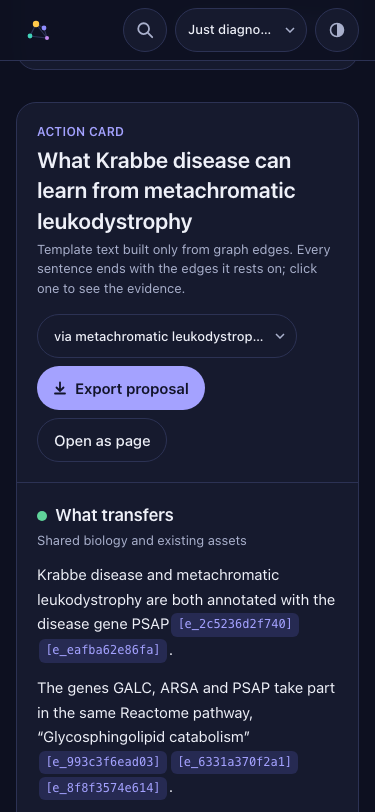 Just diagno...
ACTION CARD
What Krabbe disease can
learn from metachromatic
leukodystrophy
Template text built only from graph edges. Every
sentence ends with the edges it rests on; click
one to see the evidence.
via metachromatic leukodystrop...
Export proposal
Open as page
What transfers
Shared biology and existing assets
Krabbe disease and metachromatic
leukodystrophy are both annotated with the
disease gene PSAP [e_2c5236d2f740]
[e_eafba62e86fa] .
The genes GALC, ARSA and PSAP take part
in the same Reactome pathway,
“Glycosphingolipid catabolism”
[e_993c3f6ead03] [e_6331a370f2a1]
[e_8f8f3574e614] .